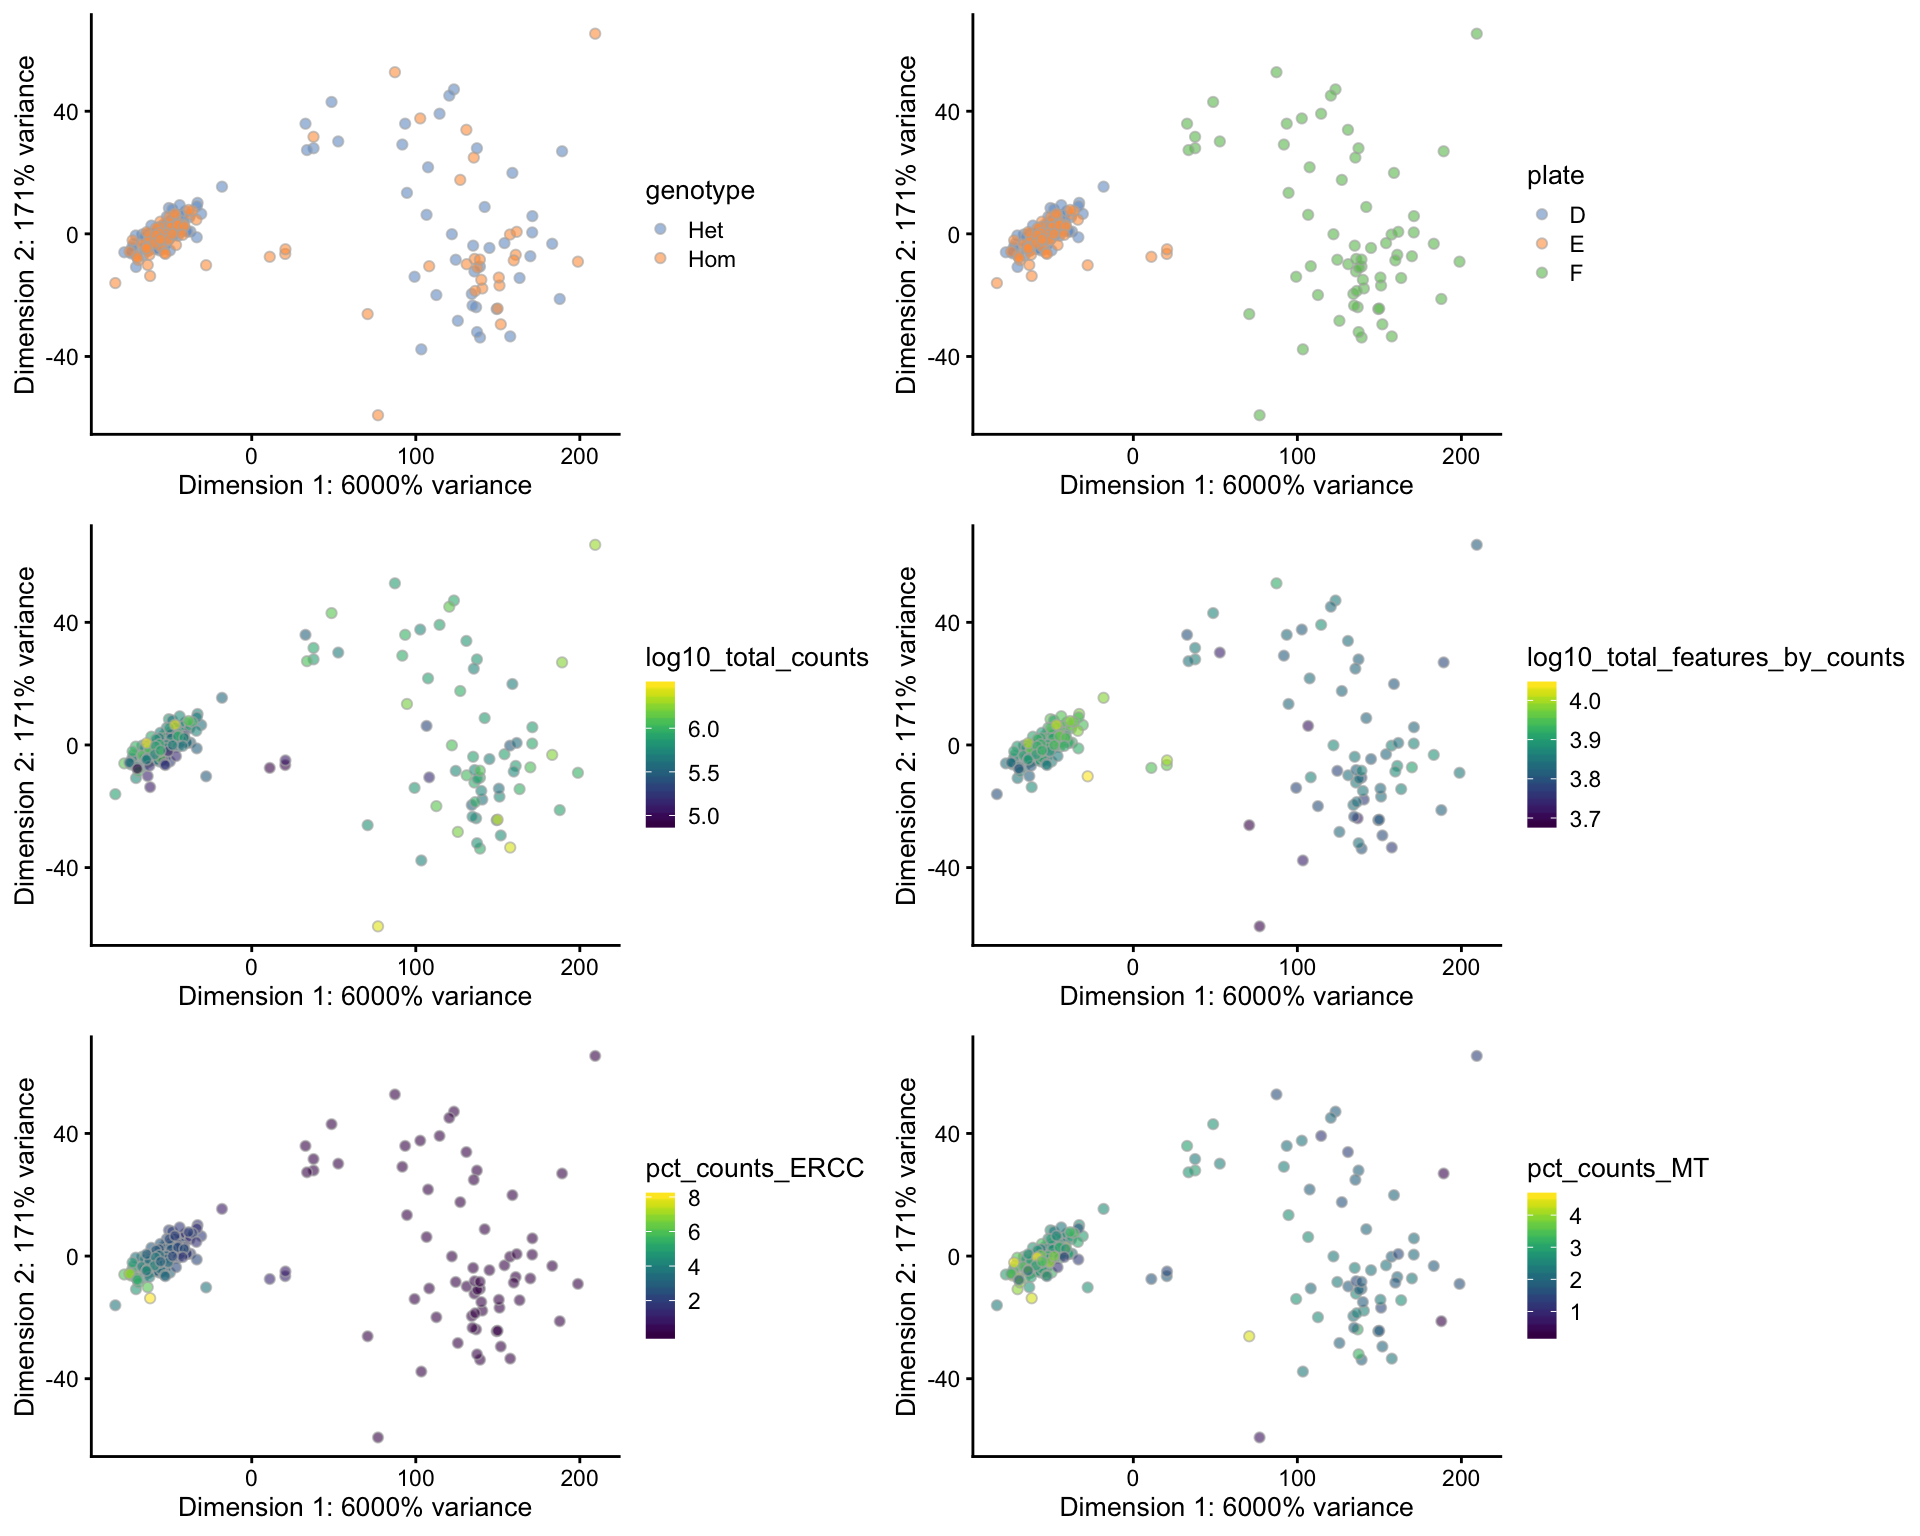 Dimension 2: 171% variance
40
0
-40
0
100
200
Dimension 1: 6000% variance
genotype
Het
Hom
Dimension 2: 171% variance
40
0
-40
0
100
200
Dimension 1: 6000% variance
plate
D
E
F
Dimension 2: 171% variance
40
0
-40
0
100
200
Dimension 1: 6000% variance
log10_total_counts
6.0
5.5
5.0
Dimension 2: 171% variance
40
0
-40
0
100
200
Dimension 1: 6000% variance
log10_total_features_by_counts
4.0
3.9
3.8
3.7
Dimension 2: 171% variance
40
0
-40
0
100
200
Dimension 1: 6000% variance
pct_counts_ERCC
8
6
4
2
Dimension 2: 171% variance
40
0
-40
0
100
200
Dimension 1: 6000% variance
pct_counts_MT
4
3
2
1